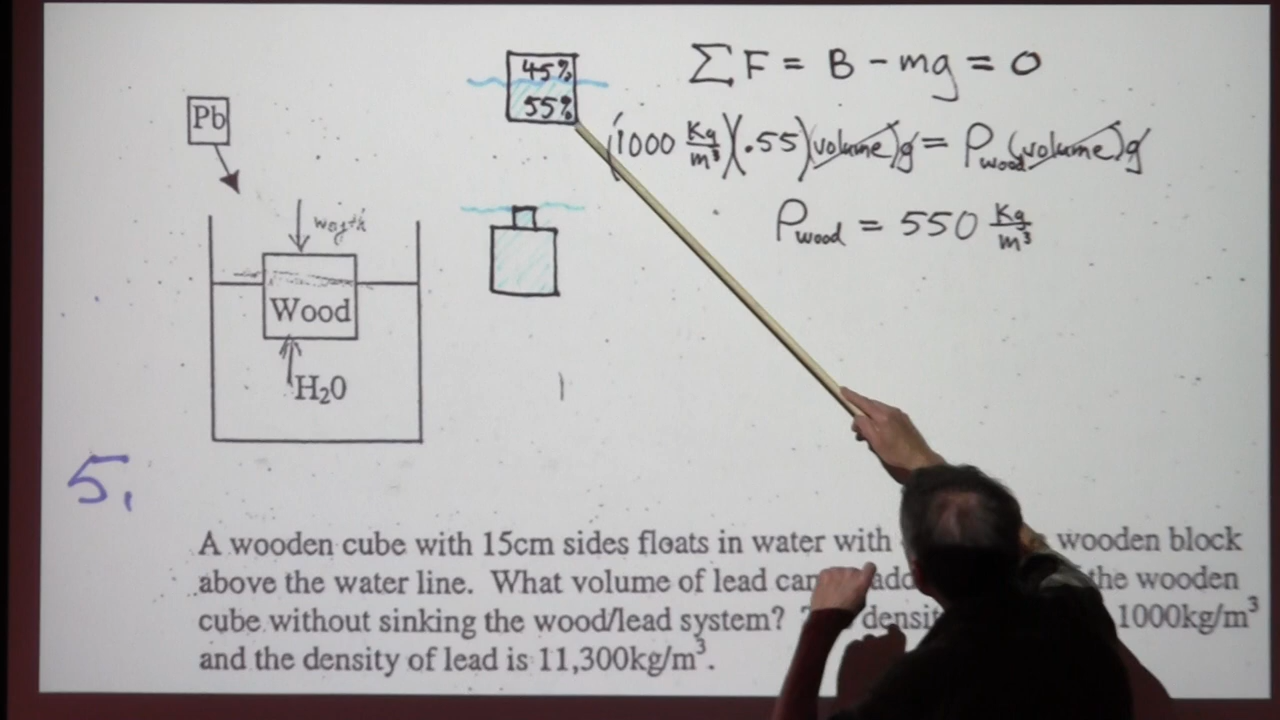 45%
55%
ΣF = B - mg = 0
(1000 Kg/m³)(.55)(volume)g = ρwood(volume)g
ρwood = 550 Kg/m³
Pb
Wood
H₂0
5.
A wooden cube with 15cm sides floats in water with wooden block
above the water line. What volume of lead can the wooden
cube without sinking the wood/lead system? 1000kg/m³
and the density of lead is 11,300kg/m³.